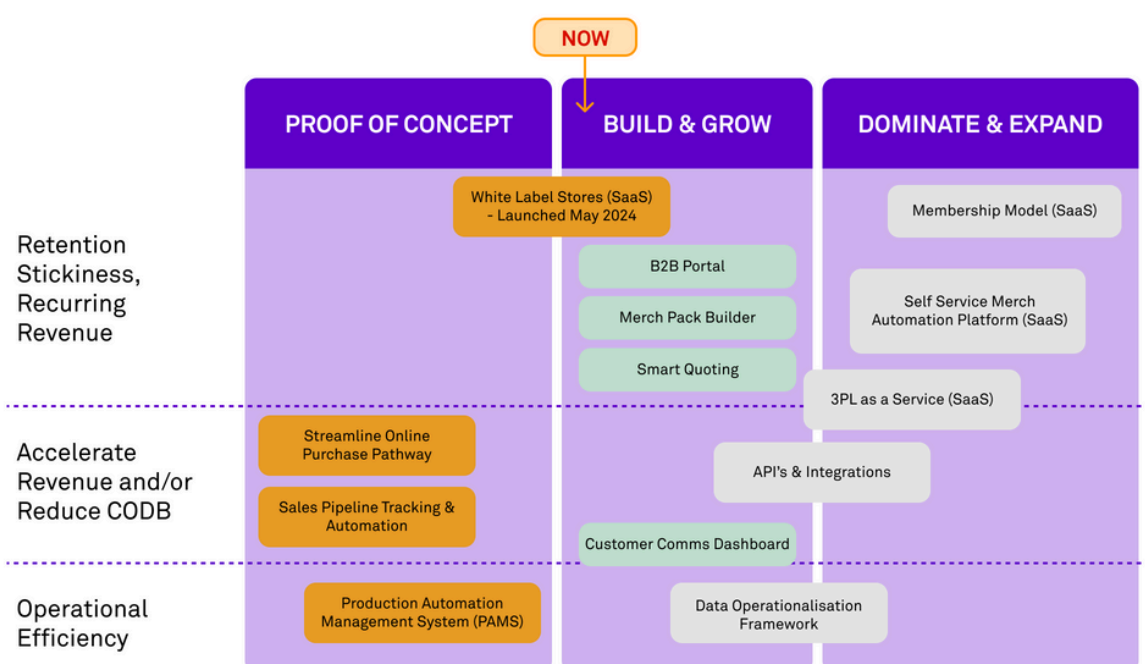 NOW
PROOF OF CONCEPT
BUILD & GROW
DOMINATE & EXPAND
Retention
Stickiness,
Recurring
Revenue
White Label Stores (SaaS)
- Launched May 2024
B2B Portal
Merch Pack Builder
Smart Quoting
Membership Model (SaaS)
Self Service Merch
Automation Platform (SaaS)
3PL as a Service (SaaS)
Accelerate
Revenue and/or
Reduce CODB
Streamline Online
Purchase Pathway
Sales Pipeline Tracking &
Automation
API's & Integrations
Customer Comms Dashboard
Operational
Efficiency
Production Automation
Management System (PAMS)
Data Operationalisation
Framework